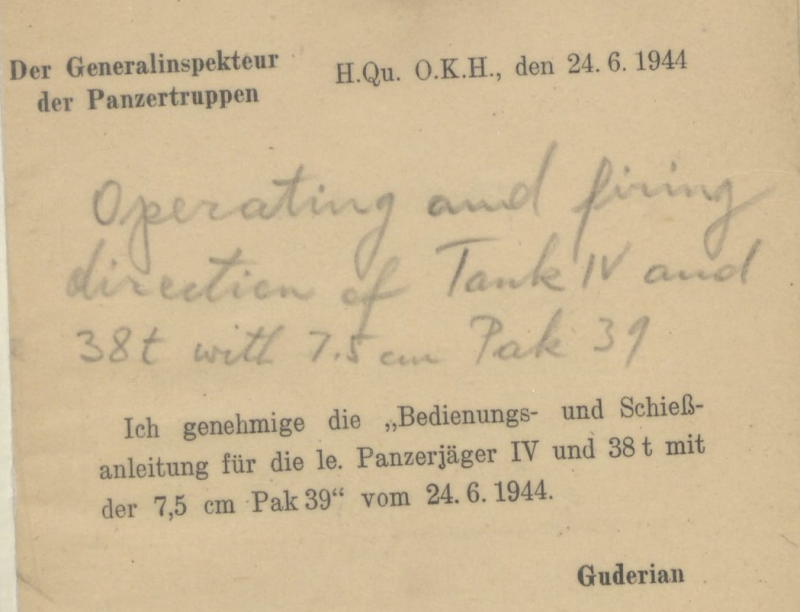 Der Generalinspekteur
der Panzertruppen
H.Qu. O.K.H., den 24. 6. 1944
Operating and firing
direction of Tank IV and
38t with 7.5 cm Pak 39
Ich genehmige die „Bedienungs- und Schieß-
anleitung für die le. Panzerjäger IV und 38 t mit
der 7,5 cm Pak 39“ vom 24. 6. 1944.
Guderian